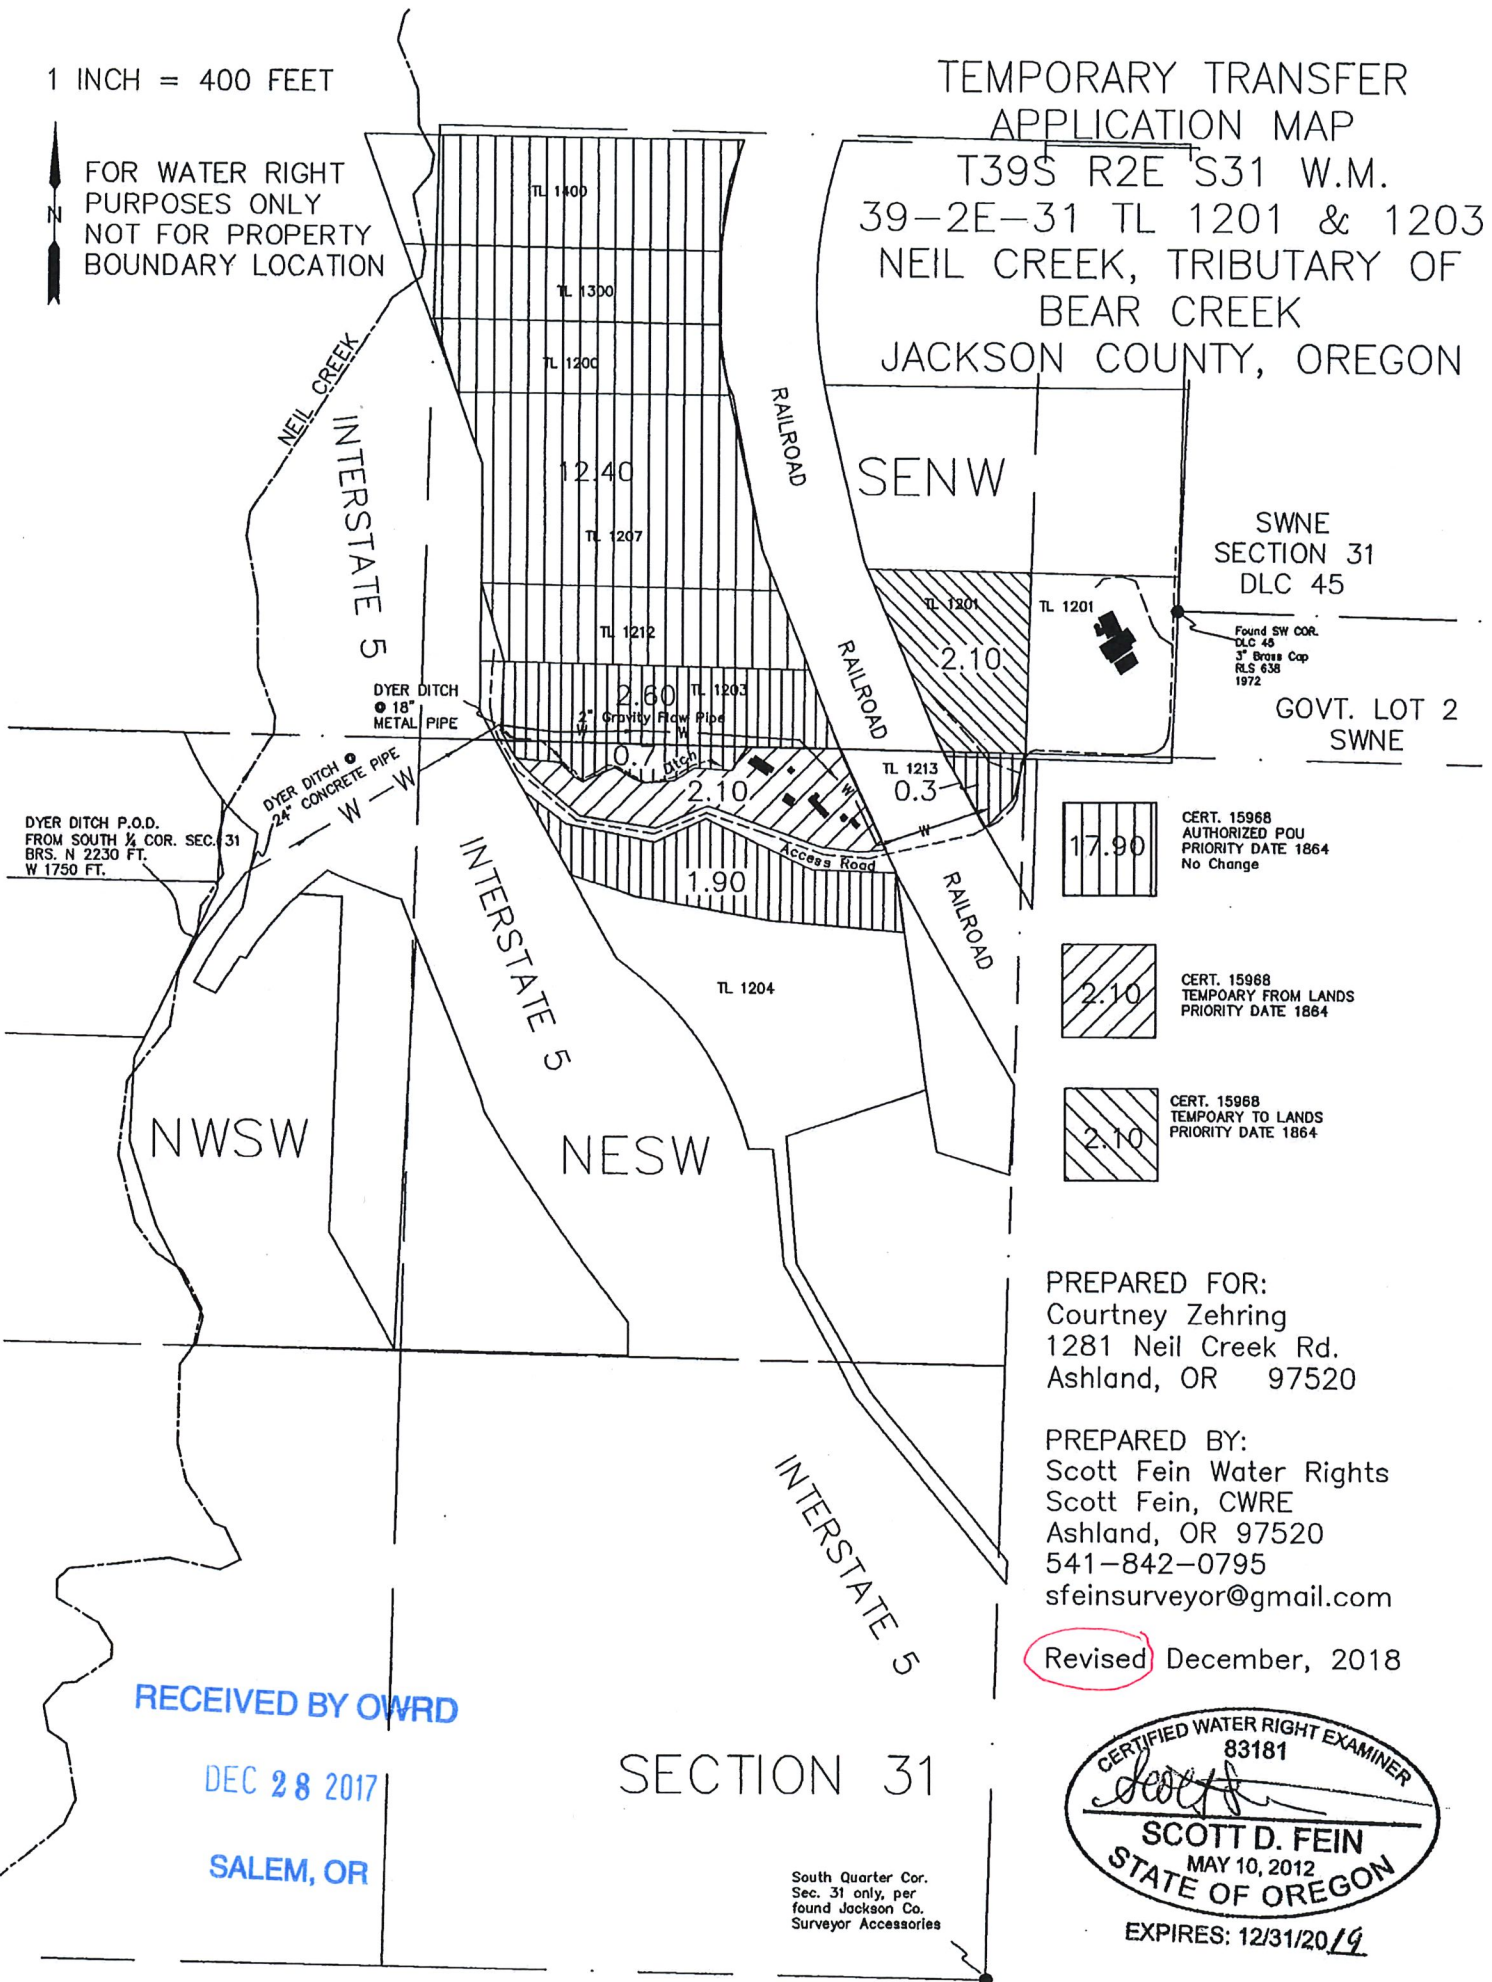 1 INCH = 400 FEET
N
FOR WATER RIGHT
PURPOSES ONLY
NOT FOR PROPERTY
BOUNDARY LOCATION
TEMPORARY TRANSFER
APPLICATION MAP
T39S R2E S31 W.M.
39-2E-31 TL 1201 & 1203
NEIL CREEK, TRIBUTARY OF
BEAR CREEK
JACKSON COUNTY, OREGON
TL 1400
TL 1300
TL 1200
12.40
TL 1207
TL 1212
2.60
TL 1203
2" Gravity Flow Pipe
W W
0.7
Ditch
2.10
1.90
Access Road
NEIL CREEK
INTERSTATE 5
RAILROAD
RAILROAD
RAILROAD
SENW
TL 1201
2.10
TL 1201
SWNE
SECTION 31
DLC 45
Found SW COR.
DLC 45
3" Brass Cap
RLS 638
1972
GOVT. LOT 2
SWNE
DYER DITCH
18"
METAL PIPE
DYER DITCH
24" CONCRETE PIPE
W — W
DYER DITCH P.O.D.
FROM SOUTH ¼ COR. SEC. 31
BRS. N 2230 FT.
W 1750 FT.
TL 1213
0.3
W
W
17.90
CERT. 15968
AUTHORIZED POU
PRIORITY DATE 1864
No Change
2.10
CERT. 15968
TEMPOARY FROM LANDS
PRIORITY DATE 1864
2.10
CERT. 15968
TEMPOARY TO LANDS
PRIORITY DATE 1864
INTERSTATE 5
TL 1204
NWSW
NESW
PREPARED FOR:
Courtney Zehring
1281 Neil Creek Rd.
Ashland, OR 97520
PREPARED BY:
Scott Fein Water Rights
Scott Fein, CWRE
Ashland, OR 97520
541-842-0795
sfeinsurveyor@gmail.com
Revised December, 2018
INTERSTATE 5
RECEIVED BY OWRD
DEC 28 2017
SALEM, OR
SECTION 31
South Quarter Cor.
Sec. 31 only, per
found Jackson Co.
Surveyor Accessories
CERTIFIED WATER RIGHT EXAMINER
83181
SCOTT D. FEIN
MAY 10, 2012
STATE OF OREGON
EXPIRES: 12/31/2019